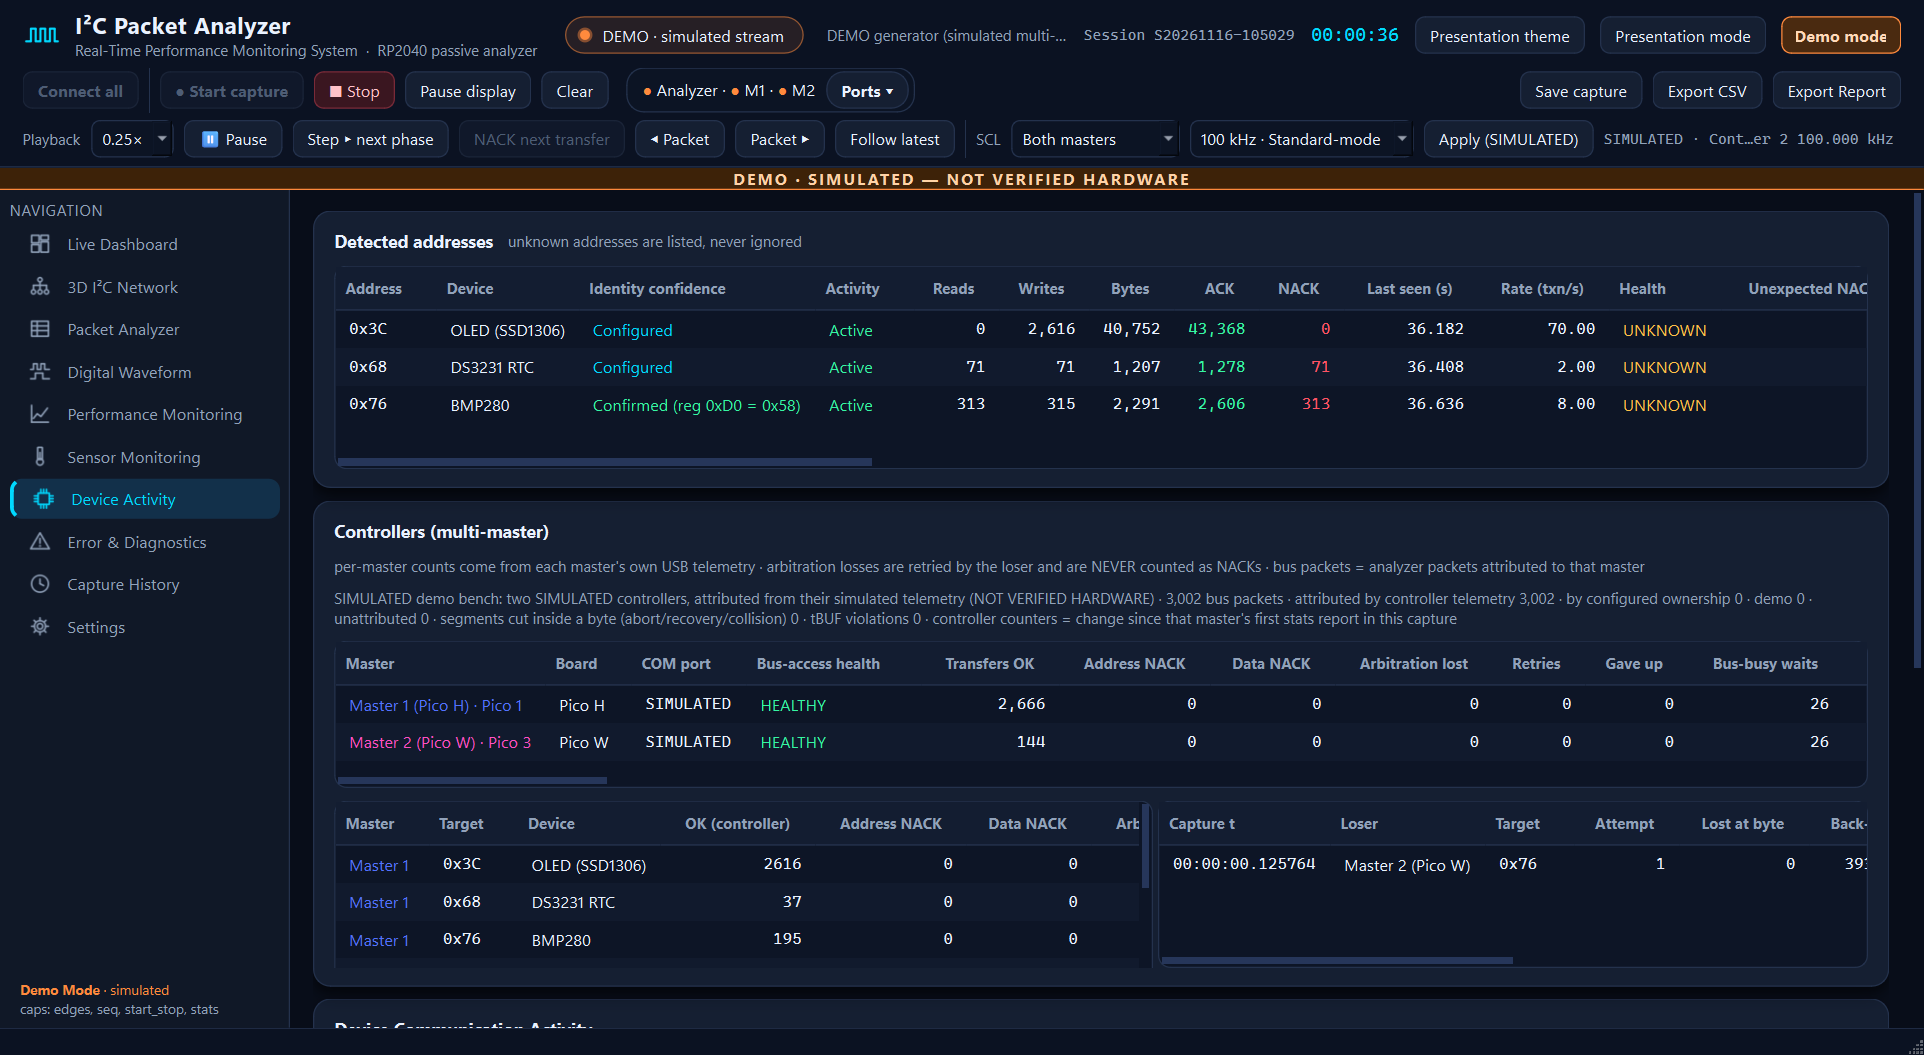 I²C Packet Analyzer
Real-Time Performance Monitoring System · RP2040 passive analyzer
DEMO · simulated stream
DEMO generator (simulated multi-...
Session S20261116-105029
00:00:36
Presentation theme
Presentation mode
Demo mode
Connect all
● Start capture
■ Stop
Pause display
Clear
● Analyzer · ● M1 · ● M2
Ports ▾
Save capture
Export CSV
Export Report
Playback
0.25×
Pause
Step ▸ next phase
NACK next transfer
◂ Packet
Packet ▸
Follow latest
SCL
Both masters
100 kHz · Standard-mode
Apply (SIMULATED)
SIMULATED · Cont…er 2 100.000 kHz
DEMO · SIMULATED — NOT VERIFIED HARDWARE
NAVIGATION
Live Dashboard
3D I²C Network
Packet Analyzer
Digital Waveform
Performance Monitoring
Sensor Monitoring
Device Activity
Error & Diagnostics
Capture History
Settings
Demo Mode · simulated
caps: edges, seq, start_stop, stats
Detected addresses unknown addresses are listed, never ignored
Address Device Identity confidence Activity Reads Writes Bytes ACK NACK Last seen (s) Rate (txn/s) Health Unexpected NAC
0x3C OLED (SSD1306) Configured Active 0 2,616 40,752 43,368 0 36.182 70.00 UNKNOWN
0x68 DS3231 RTC Configured Active 71 71 1,207 1,278 71 36.408 2.00 UNKNOWN
0x76 BMP280 Confirmed (reg 0xD0 = 0x58) Active 313 315 2,291 2,606 313 36.636 8.00 UNKNOWN
Controllers (multi-master)
per-master counts come from each master's own USB telemetry · arbitration losses are retried by the loser and are NEVER counted as NACKs · bus packets = analyzer packets attributed to that master
SIMULATED demo bench: two SIMULATED controllers, attributed from their simulated telemetry (NOT VERIFIED HARDWARE) · 3,002 bus packets · attributed by controller telemetry 3,002 · by configured ownership 0 · demo 0 ·
unattributed 0 · segments cut inside a byte (abort/recovery/collision) 0 · tBUF violations 0 · controller counters = change since that master's first stats report in this capture
Master Board COM port Bus-access health Transfers OK Address NACK Data NACK Arbitration lost Retries Gave up Bus-busy waits
Master 1 (Pico H) · Pico 1 Pico H SIMULATED HEALTHY 2,666 0 0 0 0 0 26
Master 2 (Pico W) · Pico 3 Pico W SIMULATED HEALTHY 144 0 0 0 0 0 26
Master Target Device OK (controller) Address NACK Data NACK Arb
Master 1 0x3C OLED (SSD1306) 2616 0 0
Master 1 0x68 DS3231 RTC 37 0 0
Master 1 0x76 BMP280 195 0 0
Capture t Loser Target Attempt Lost at byte Back-
00:00:00.125764 Master 2 (Pico W) 0x76 1 0 391
Device Communication Activity